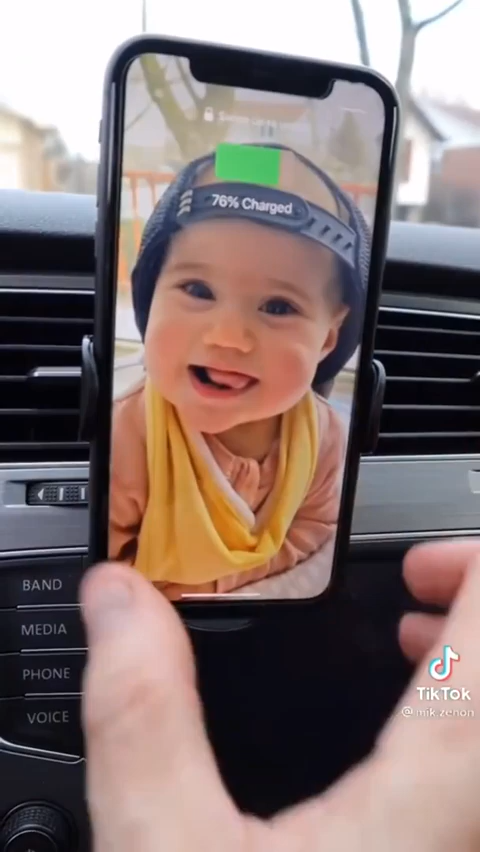 76% Charged
BAND
MEDIA
PHONE
VOICE
TikTok
@mik.zenon